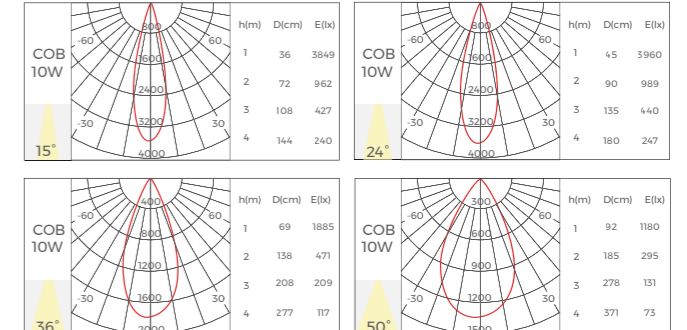 COB
10W
15°
800
1600
2400
3200
4000
-60
60
-30
30
h(m) D(cm) E(lx)
1 36 3849
2 72 962
3 108 427
4 144 240
COB
10W
24°
800
1600
2400
3200
4000
-60
60
-30
30
h(m) D(cm) E(lx)
1 45 3960
2 90 989
3 135 440
4 180 247
COB
10W
36°
400
800
1200
1600
2000
-60
60
-30
30
h(m) D(cm) E(lx)
1 69 1885
2 138 471
3 208 209
4 277 117
COB
10W
50°
300
600
900
1200
1500
-60
60
-30
30
h(m) D(cm) E(lx)
1 92 1180
2 185 295
3 278 131
4 371 73